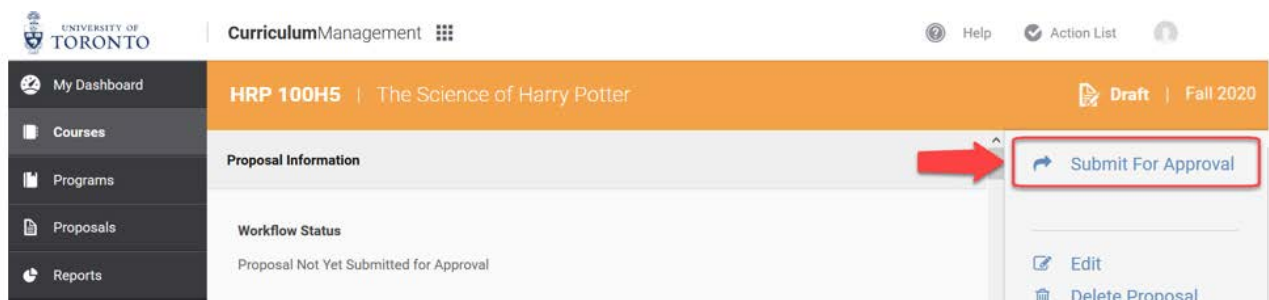 UNIVERSITY OF
TORONTO
CurriculumManagement
Help
Action List
My Dashboard
Courses
Programs
Proposals
Reports
HRP 100H5 | The Science of Harry Potter
Draft | Fall 2020
Proposal Information
Submit For Approval
Workflow Status
Proposal Not Yet Submitted for Approval
Edit
Delete Proposal